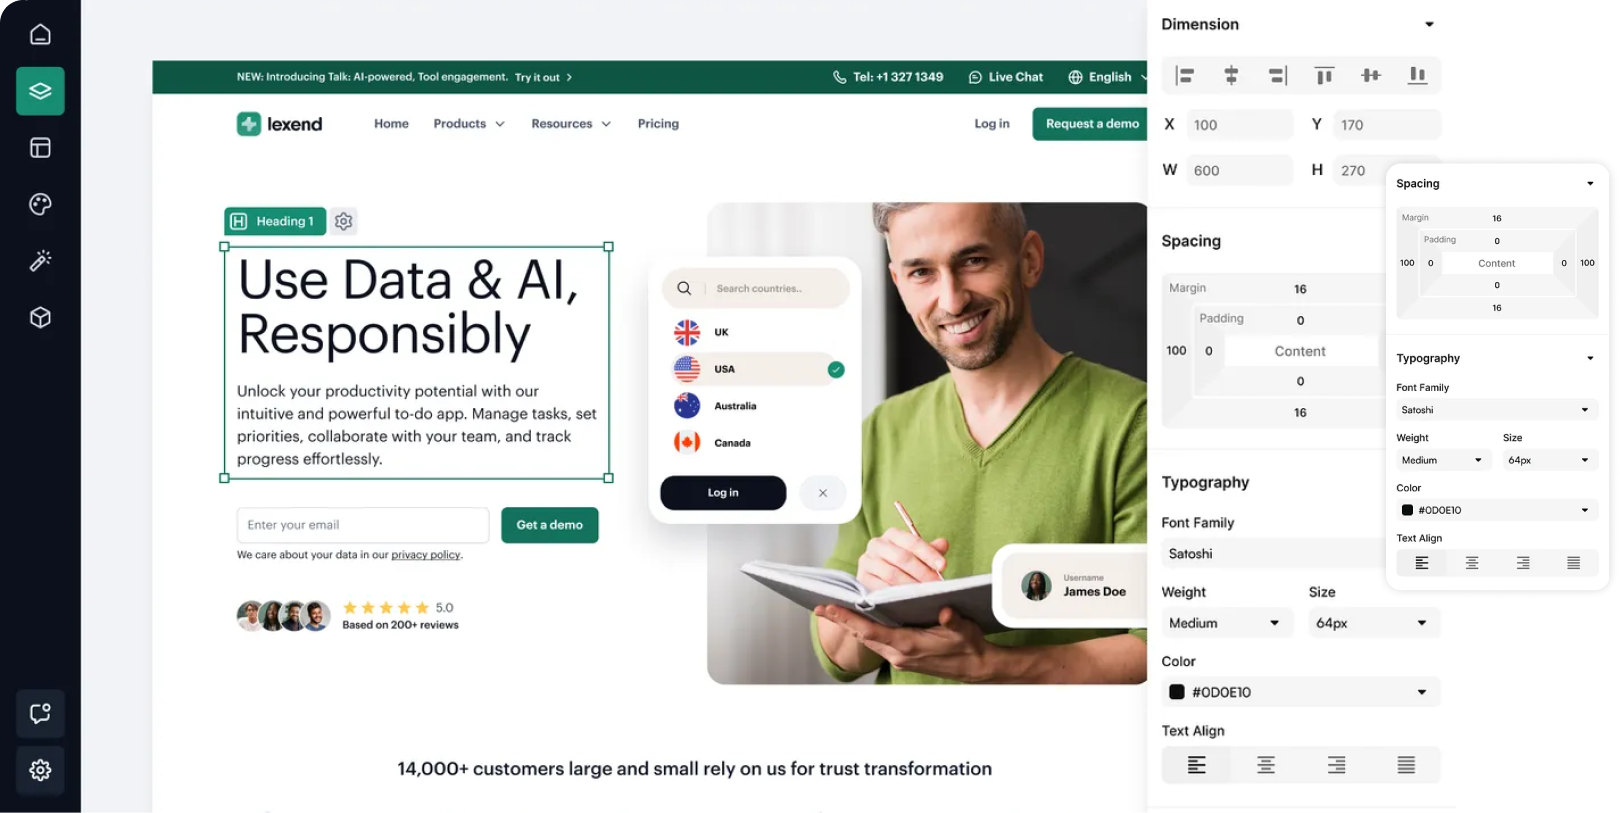 NEW: Introducing Talk: AI-powered, Tool engagement. Try it out
Tel: +1 327 1349
Live Chat
English
lexend
Home
Products
Resources
Pricing
Log in
Request a demo
Heading 1
Use Data & AI,
Responsibly
Unlock your productivity potential with our
intuitive and powerful to-do app. Manage tasks, set
priorities, collaborate with your team, and track
progress effortlessly.
Enter your email
Get a demo
We care about your data in our privacy policy.
5.0
Based on 200+ reviews
Search countries..
UK
USA
Australia
Canada
Log in
Username
James Doe
14,000+ customers large and small rely on us for trust transformation
Dimension
X 100 Y 170
W 600 H 270
Spacing
Margin 16
Padding 0
100 0 Content
0
16
Typography
Font Family
Satoshi
Weight Size
Medium 64px
Color
#0D0E10
Text Align
Spacing
Margin 16
Padding 0
100 0 Content 0 100
0
16
Typography
Font Family
Satoshi
Weight Size
Medium 64px
Color
#0D0E10
Text Align